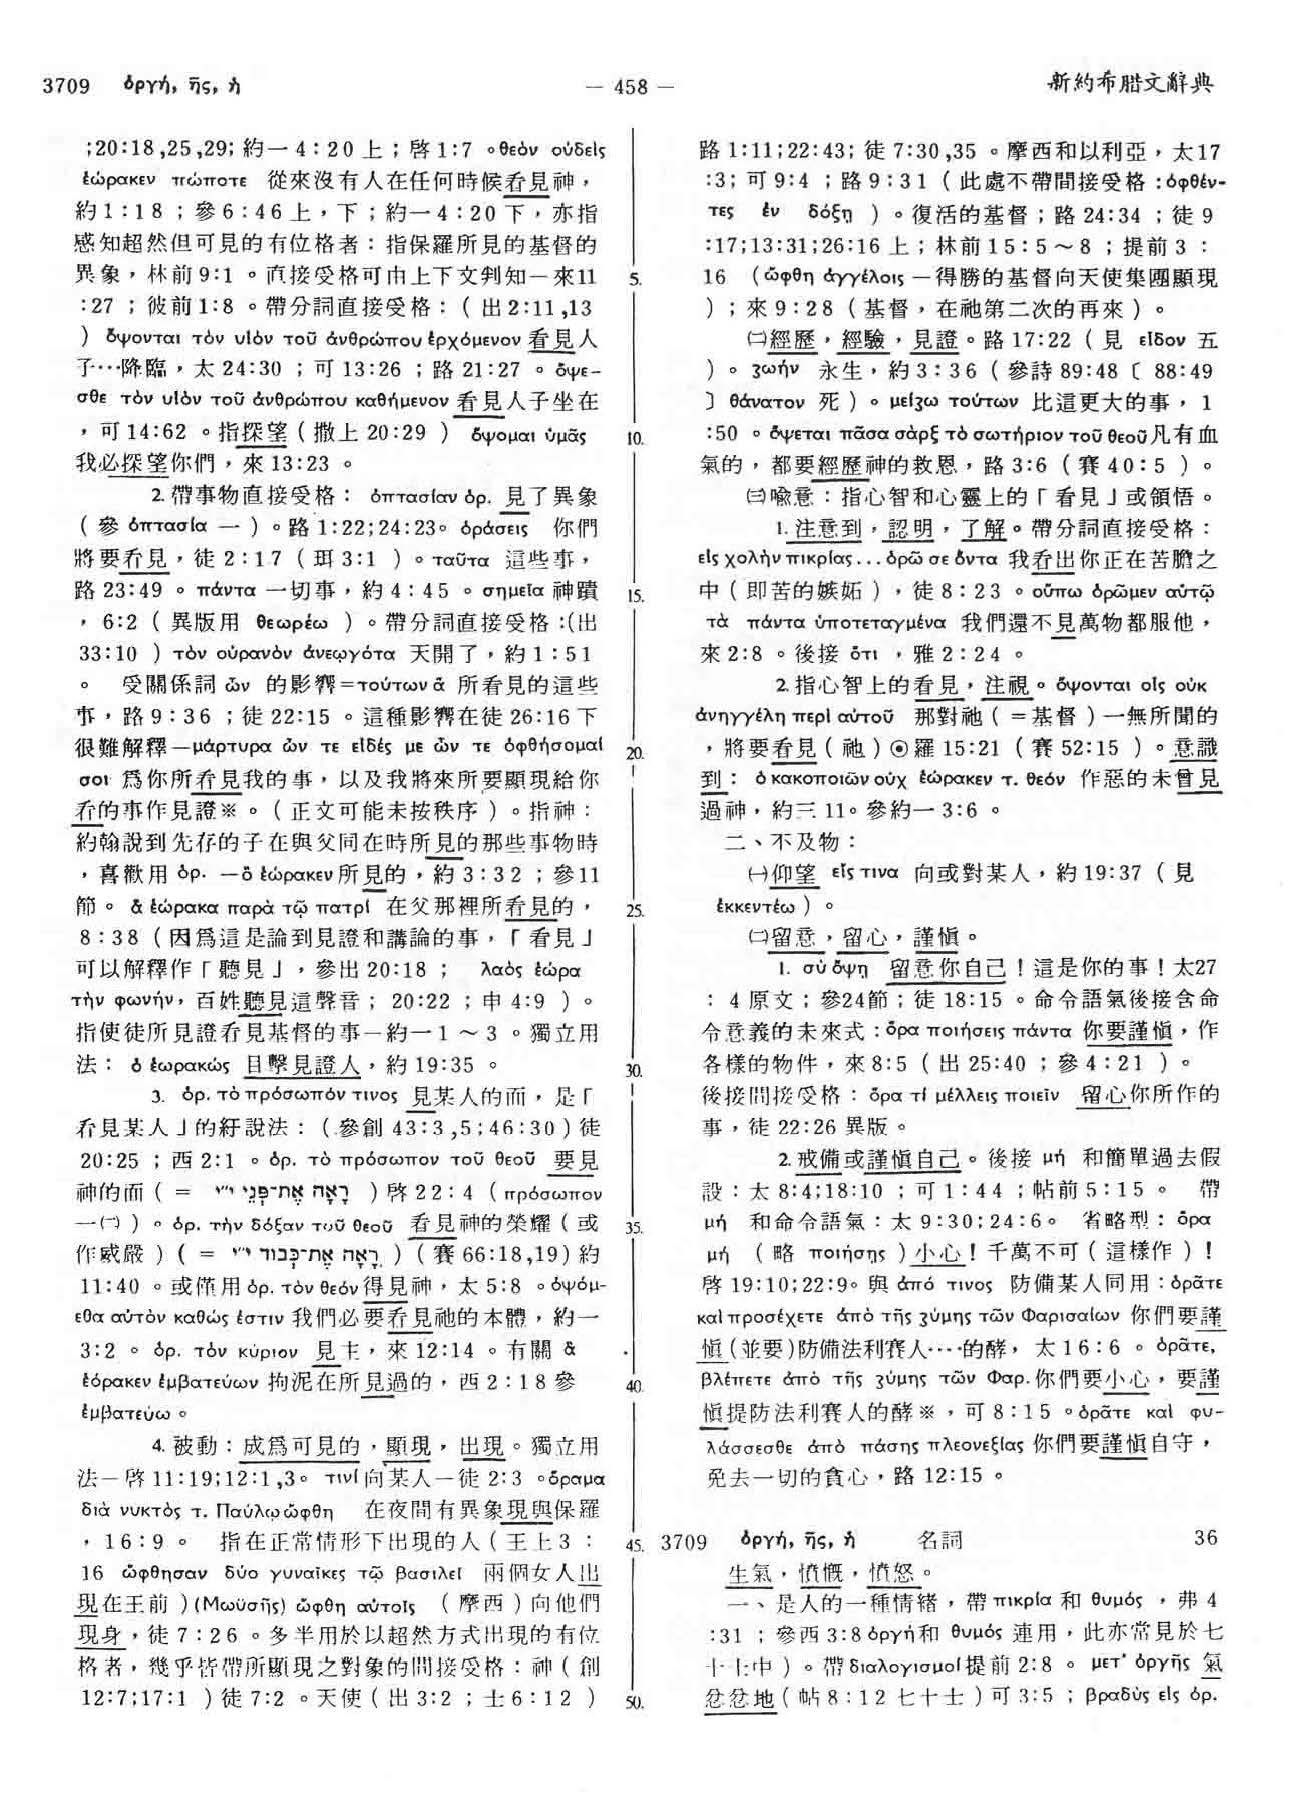 3709 ὀργή, ῆς, ἡ
— 458 —
新約希腊文辭典
;20:18,25,29; 約一 4:20 上；啓 1:7 。θεὸν οὐδεὶς
ἑώρακεν πώποτε 從來沒有人在任何時候看見神，
約 1:18 ；參 6:46 上，下；約一 4:20 下，亦指
感知超然但可見的有位格者：指保羅所見的基督的
異象，林前 9:1 。直接受格可由上下文判知—來11
:27 ；彼前 1:8 。帶分詞直接受格：( 出 2:11,13
) ὄψονται τὸν υἱὸν τοῦ ἀνθρώπου ἐρχόμενον 看見人
子…降臨，太 24:30 ；可 13:26 ；路 21:27 。ὄψε-
σθε τὸν υἱὸν τοῦ ἀνθρώπου καθήμενον 看見人子坐在
，可 14:62 。指探望 ( 撒上 20:29 ) ὄψομαι ὑμᾶς
我必探望你們，來 13:23 。
2. 帶事物直接受格： ὀπτασίαν ὁρ. 見了異象
( 參 ὀπτασία 一 ) 。路 1:22;24:23。ὁράσεις 你們
將要看見，徒 2:17 ( 珥 3:1 ) 。ταῦτα 這些事，
路 23:49 。πάντα 一切事，約 4:45 。σημεῖα 神蹟
，6:2 ( 異版用 θεωρέω ) 。帶分詞直接受格：(出
33:10 ) τὸν οὐρανὸν ἀνεῳγότα 天開了，約 1:51
。 受關係詞 ὧν 的影響＝τούτων ἅ 所看見的這些
事，路 9:36 ；徒 22:15 。這種影響在徒 26:16 下
很難解釋—μάρτυρα ὧν τε εἶδές με ὧν τε ὀφθήσομαί
σοι 爲你所看見我的事，以及我將來所要顯現給你
看的事作見證※。( 正文可能未按秩序 ) 。指神：
約翰說到先存的子在與父同在時所見的那些事物時
，喜歡用 ὁρ. —ὃ ἑώρακεν 所見的，約 3:32 ；參11
節。ἃ ἑώρακα παρὰ τῷ πατρί 在父那裡所看見的，
8:38 ( 因爲這是論到見證和講論的事，「看見」
可以解釋作「聽見」，參出 20:18 ； λαὸς ἑώρα
τὴν φωνήν，百姓聽見這聲音； 20:22 ；申 4:9 ) 。
指使徒所見證看見基督的事—約一 1 ～ 3 。獨立用
法： ὁ ἑωρακώς 目擊見證人，約 19:35 。
3. ὁρ. τὸ πρόσωπόν τινος 見某人的面，是「
看見某人」的紆說法：( 參創 43:3,5;46:30 ) 徒
20:25 ；西 2:1 。ὁρ. τὸ πρόσωπον τοῦ θεοῦ 要見
神的面 ( ＝ רָאָה אֶת־פְּנֵי י״י ) 啓 22:4 ( πρόσωπον
一㈡ ) 。ὁρ. τὴν δόξαν τοῦ θεοῦ 看見神的榮耀 ( 或
作威嚴 ) ( ＝ רָאָה אֶת־כְּבוֹד י״י ) ( 賽 66:18,19) 約
11:40 。或僅用 ὁρ. τὸν θεόν 得見神，太 5:8 。ὀψόμ-
εθα αὐτὸν καθώς ἐστιν 我們必要看見祂的本體，約一
3:2 。ὁρ. τὸν κύριον 見主，來 12:14 。有關 ἃ
ἑόρακεν ἐμβατεύων 拘泥在所見過的，西 2:18 參
ἐμβατεύω。
4. 被動：成爲可見的，顯現，出現。獨立用
法—啓 11:19;12:1,3。 τινί 向某人—徒 2:3 。ὅραμα
διὰ νυκτὸς τ. Παύλῳ ὤφθη 在夜間有異象現與保羅
，16:9 。 指在正常情形下出現的人 ( 王上 3：
16 ὤφθησαν δύο γυναῖκες τῷ βασιλεῖ 兩個女人出
現在王前 ) (Μωϋσῆς) ὤφθη αὐτοῖς ( 摩西 ) 向他們
現身，徒 7:26 。多半用於以超然方式出現的有位
格者，幾乎皆帶所顯現之對象的間接受格：神 ( 創
12:7;17:1 ) 徒 7:2 。天使 ( 出 3:2 ；士 6:12 )
5.
10.
15.
20.
25.
30.
35.
40.
45.
50.
路 1:11;22:43; 徒 7:30,35 。摩西和以利亞，太17
:3; 可 9:4 ；路 9:31 ( 此處不帶間接受格：ὀφθέν-
τες ἐν δόξῃ ) 。復活的基督；路 24:34 ；徒 9
:17;13:31;26:16 上；林前 15:5～8 ；提前 3：
16 (ὤφθη ἀγγέλοις —得勝的基督向天使集團顯現
) ；來 9:28 ( 基督，在祂第二次的再來 ) 。
㈡經歷，經驗，見證。路 17:22 ( 見 εἶδον 五
) 。ζωήν 永生，約 3:36 ( 參詩 89:48 〔 88:49
〕θάνατον 死 ) 。μείζω τούτων 比這更大的事，1
:50 。ὄψεται πᾶσα σὰρξ τὸ σωτήριον τοῦ θεοῦ 凡有血
氣的，都要經歷神的救恩，路 3:6 ( 賽 40:5 ) 。
㈢喩意：指心智和心靈上的「看見」或領悟。
1. 注意到，認明，了解。帶分詞直接受格：
εἰς χολὴν πικρίας...ὁρῶ σε ὄντα 我看出你正在苦膽之
中 ( 即苦的嫉妬 ) ，徒 8:23 。οὔπω ὁρῶμεν αὐτῷ
τὰ πάντα ὑποτεταγμένα 我們還不見萬物都服他，
來 2:8 。後接 ὅτι ，雅 2:24 。
2. 指心智上的看見，注視。ὄψονται οἷς οὐκ
ἀνηγγέλη περὶ αὐτοῦ 那對祂 ( ＝基督 ) 一無所聞的
，將要看見 ( 祂 ) ⦿羅 15:21 ( 賽 52:15 ) 。意識
到： ὁ κακοποιῶν οὐχ ἑώρακεν τ. θεόν 作惡的未曾見
過神，約三 11。參約一 3:6 。
二、不及物：
㈠仰望 εἴς τινα 向或對某人，約 19:37 ( 見
ἐκκεντέω ) 。
㈡留意，留心，謹愼。
1. σὺ ὄψῃ 留意你自己！這是你的事！太27
：4 原文；參24節；徒 18:15 。命令語氣後接含命
令意義的未來式：ὅρα ποιήσεις πάντα 你要謹愼，作
各樣的物件，來 8:5 ( 出 25:40 ；參 4:21 ) 。
後接間接受格：ὅρα τί μέλλεις ποιεῖν 留心你所作的
事，徒 22:26 異版。
2. 戒備或謹愼自己。後接 μή 和簡單過去假
設：太 8:4;18:10 ；可 1:44 ；帖前 5:15 。 帶
μή 和命令語氣：太 9:30;24:6。 省略型： ὅρα
μή ( 略 ποιήσῃς ) 小心！千萬不可 ( 這樣作 ) ！
啓 19:10;22:9。與 ἀπό τινος 防備某人同用：ὁρᾶτε
καὶ προσέχετε ἀπὸ τῆς ζύμης τῶν Φαρισαίων 你們要謹
愼 (並要) 防備法利賽人‥‥的酵，太 16:6 。ὁρᾶτε,
βλέπετε ἀπὸ τῆς ζύμης τῶν Φαρ. 你們要小心，要謹
愼提防法利賽人的酵※，可 8:15 。ὁρᾶτε καὶ φυ-
λάσσεσθε ἀπὸ πάσης πλεονεξίας 你們要謹愼自守，
免去一切的貪心，路 12:15 。
3709 ὀργή, ῆς, ἡ 名詞 36
生氣，憤慨，憤怒。
一、是人的一種情緒，帶 πικρία 和 θυμός ，弗 4
:31 ；參西 3:8 ὀργή和 θυμός 連用，此亦常見於七
十士中 ) 。帶 διαλογισμοί 提前 2:8 。μετ' ὀργῆς 氣
忿忿地 ( 帖 8:12 七十士 ) 可 3:5 ；βραδὺς εἰς ὀρ.